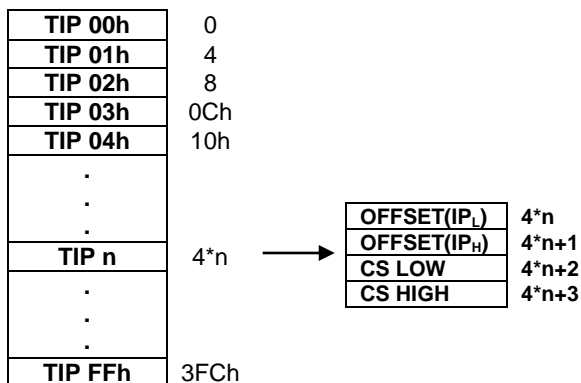 TIP 00h 0
TIP 01h 4
TIP 02h 8
TIP 03h 0Ch
TIP 04h 10h
.
.
.
TIP n 4*n
.
.
.
TIP FFh 3FCh
OFFSET(IPL) 4*n
OFFSET(IPH) 4*n+1
CS LOW 4*n+2
CS HIGH 4*n+3